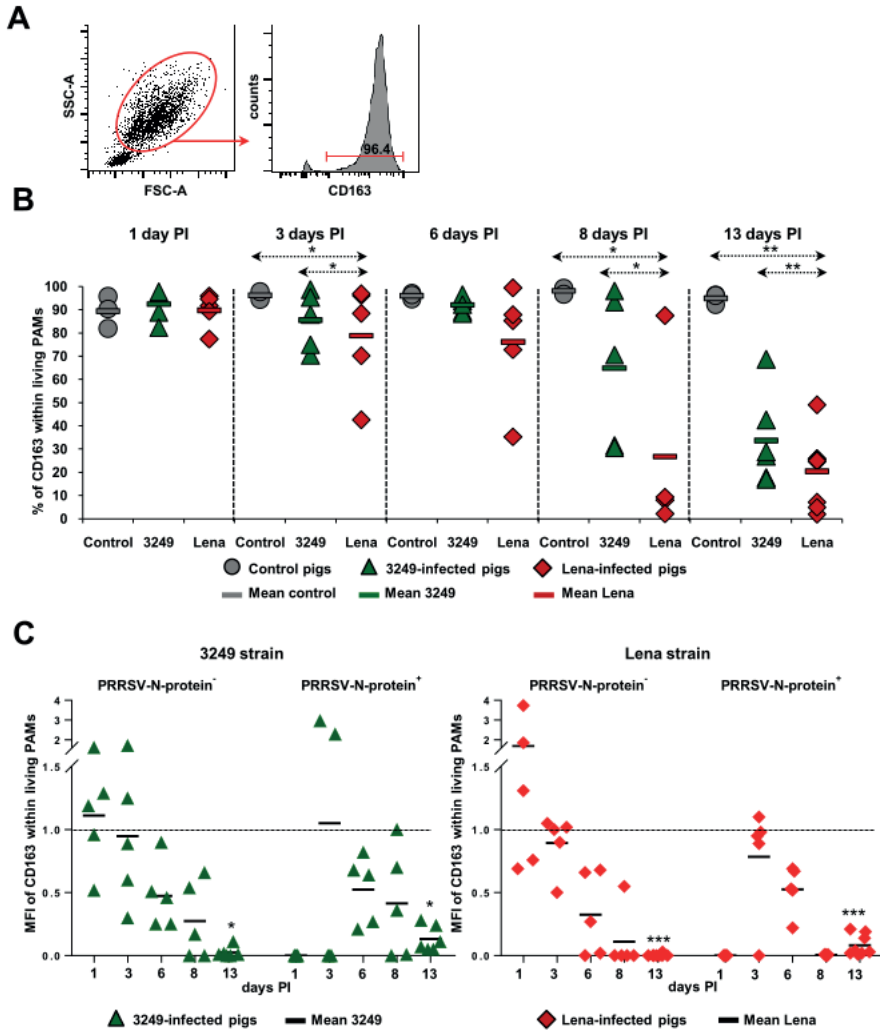 A
SSC-A
FSC-A
counts
96.4
CD163
B
1 day PI 3 days PI 6 days PI 8 days PI 13 days PI
* * **
* * **
% of CD163 within living PAMs
100
90
80
70
60
50
40
30
20
10
0
Control 3249 Lena Control 3249 Lena Control 3249 Lena Control 3249 Lena Control 3249 Lena
Control pigs 3249-infected pigs Lena-infected pigs
Mean control Mean 3249 Mean Lena
C
3249 strain
PRRSV-N-protein⁻ PRRSV-N-protein⁺
MFI of CD163 within living PAMs
4
3
2
1.5
1.0
0.5
0.0
* *
1 3 6 8 13 1 3 6 8 13
days PI
3249-infected pigs Mean 3249
Lena strain
PRRSV-N-protein⁻ PRRSV-N-protein⁺
MFI of CD163 within living PAMs
4
3
2
1.5
1.0
0.5
0.0
*** ***
1 3 6 8 13 1 3 6 8 13
days PI
Lena-infected pigs Mean Lena